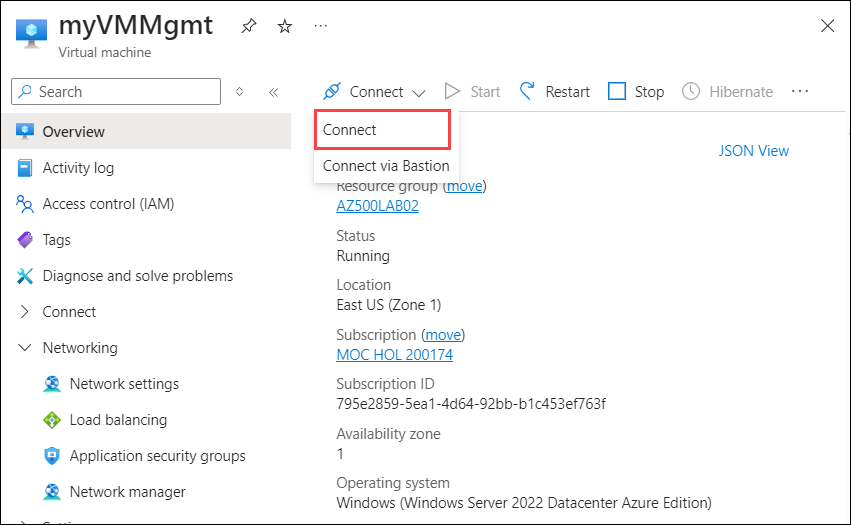 myVMMgmt
Virtual machine
Search
Connect
Start
Restart
Stop
Hibernate
Overview
Activity log
Access control (IAM)
Tags
Diagnose and solve problems
Connect
Networking
Network settings
Load balancing
Application security groups
Network manager
Connect
Connect via Bastion
JSON View
Resource group (move)
AZ500LAB02
Status
Running
Location
East US (Zone 1)
Subscription (move)
MOC HOL 200174
Subscription ID
795e2859-5ea1-4d64-92bb-b1c453ef763f
Availability zone
1
Operating system
Windows (Windows Server 2022 Datacenter Azure Edition)